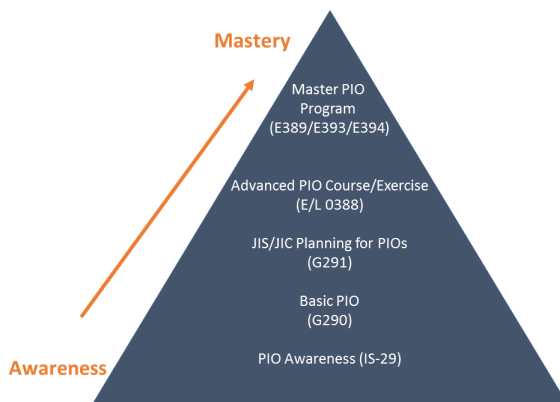 Mastery
Master PIO
Program
(E389/E393/E394)
Advanced PIO Course/Exercise
(E/L 0388)
JIS/JIC Planning for PIOs
(G291)
Basic PIO
(G290)
PIO Awareness (IS-29)
Awareness